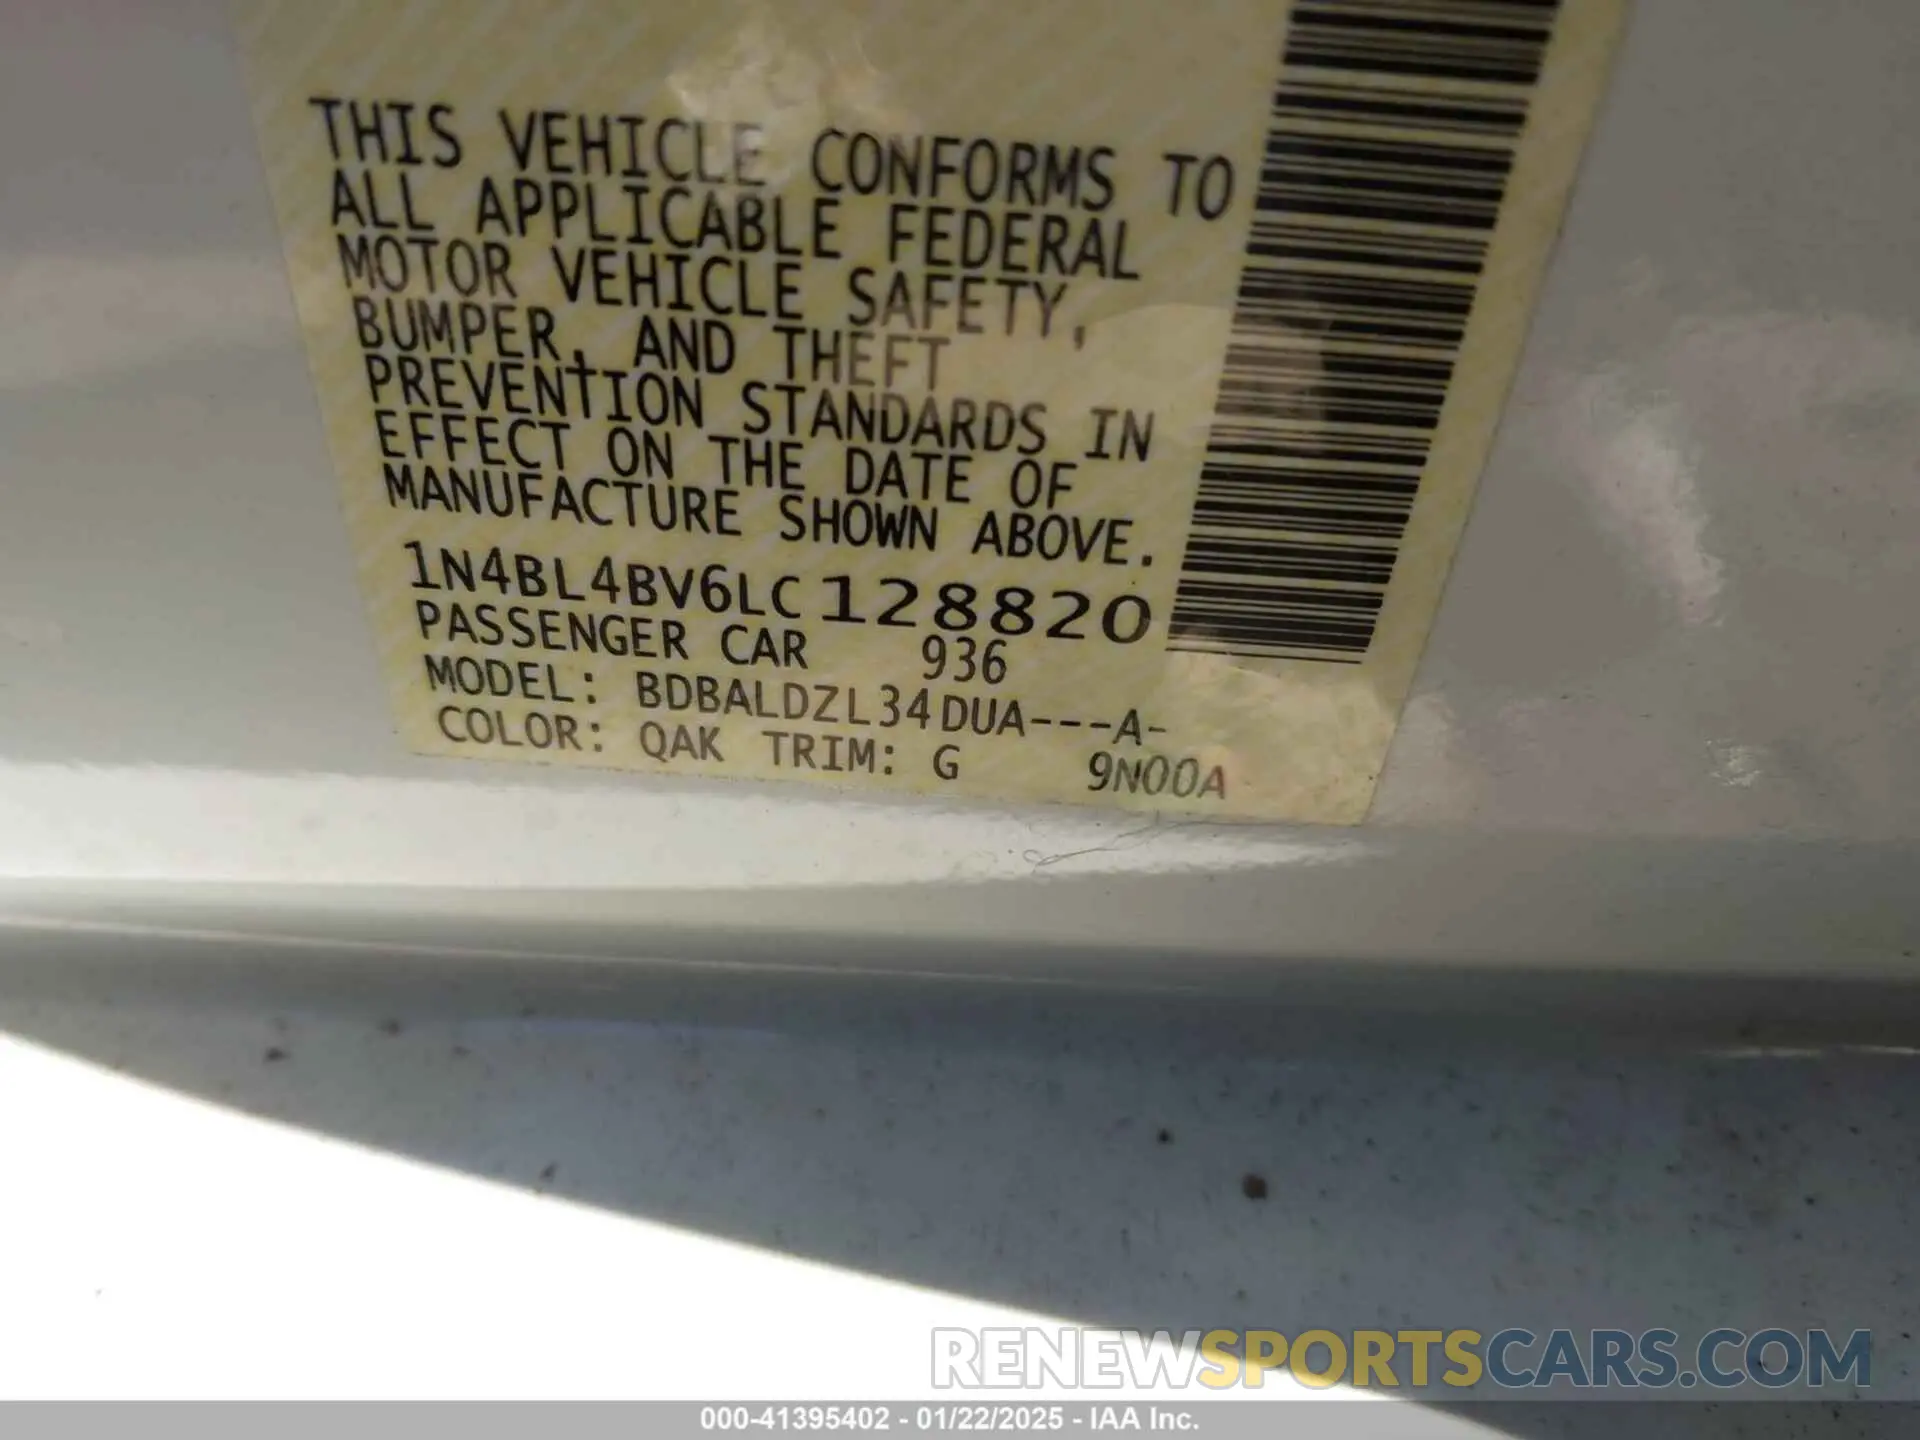 THIS VEHICLE CONFORMS TO
ALL APPLICABLE FEDERAL
MOTOR VEHICLE SAFETY,
BUMPER, AND THEFT
PREVENTION STANDARDS IN
EFFECT ON THE DATE OF
MANUFACTURE SHOWN ABOVE.
1N4BL4BV6LC128820
PASSENGER CAR 936
MODEL: BDBALDZL34DUA---A-
COLOR: QAK TRIM: G 9N00A
RENEWSPORTSCARS.COM
000-41395402 - 01/22/2025 - IAA Inc.